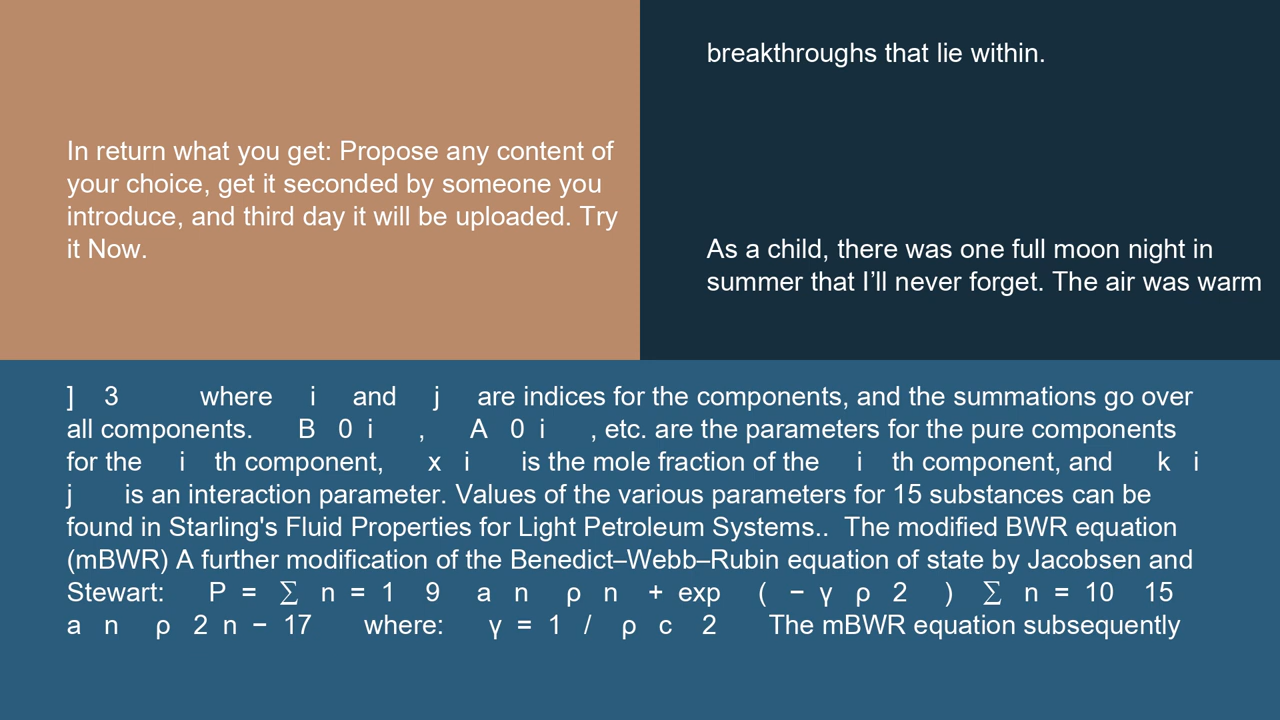 In return what you get: Propose any content of
your choice, get it seconded by someone you
introduce, and third day it will be uploaded. Try
it Now.
breakthroughs that lie within.
As a child, there was one full moon night in
summer that I’ll never forget. The air was warm
] 3 where i and j are indices for the components, and the summations go over
all components. B 0 i , A 0 i , etc. are the parameters for the pure components
for the i th component, x i is the mole fraction of the i th component, and k i
j is an interaction parameter. Values of the various parameters for 15 substances can be
found in Starling's Fluid Properties for Light Petroleum Systems.. The modified BWR equation
(mBWR) A further modification of the Benedict–Webb–Rubin equation of state by Jacobsen and
Stewart: P = ∑ n = 1 9 a n ρ n + exp ( − γ ρ 2 ) ∑ n = 10 15
a n ρ 2 n − 17 where: γ = 1 / ρ c 2 The mBWR equation subsequently